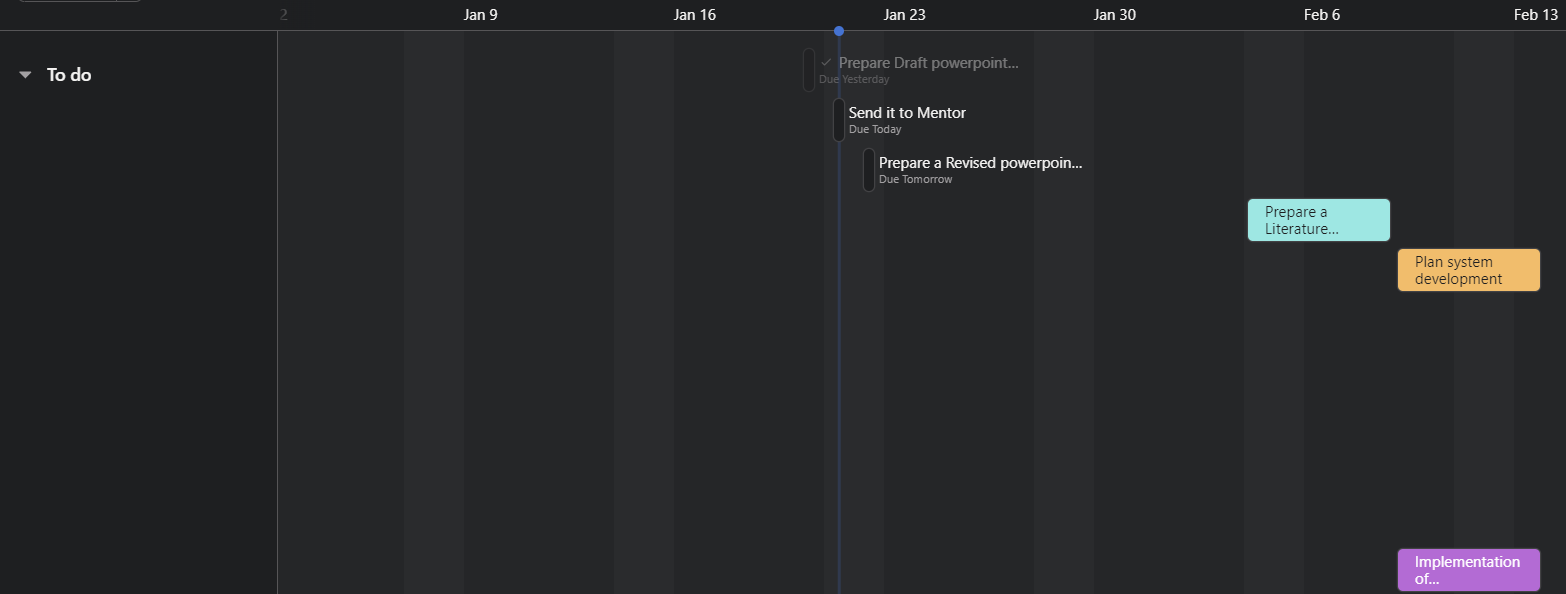 2 Jan 9 Jan 16 Jan 23 Jan 30 Feb 6 Feb 13
To do
Prepare Draft powerpoint...
Due Yesterday
Send it to Mentor
Due Today
Prepare a Revised powerpoin...
Due Tomorrow
Prepare a
Literature...
Plan system
development
Implementation
of...